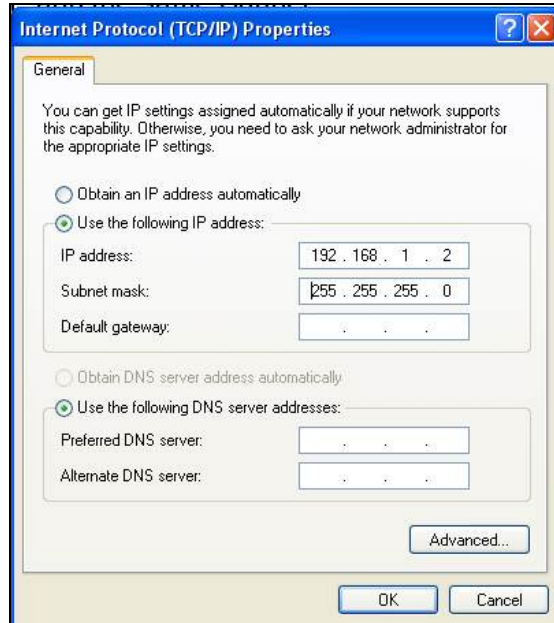 Internet Protocol (TCP/IP) Properties
General
You can get IP settings assigned automatically if your network supports
this capability. Otherwise, you need to ask your network administrator for
the appropriate IP settings.
Obtain an IP address automatically
Use the following IP address:
IP address: 192 . 168 . 1 . 2
Subnet mask: 255 . 255 . 255 . 0
Default gateway: . . .
Obtain DNS server address automatically
Use the following DNS server addresses:
Preferred DNS server: . . .
Alternate DNS server: . . .
Advanced...
OK Cancel